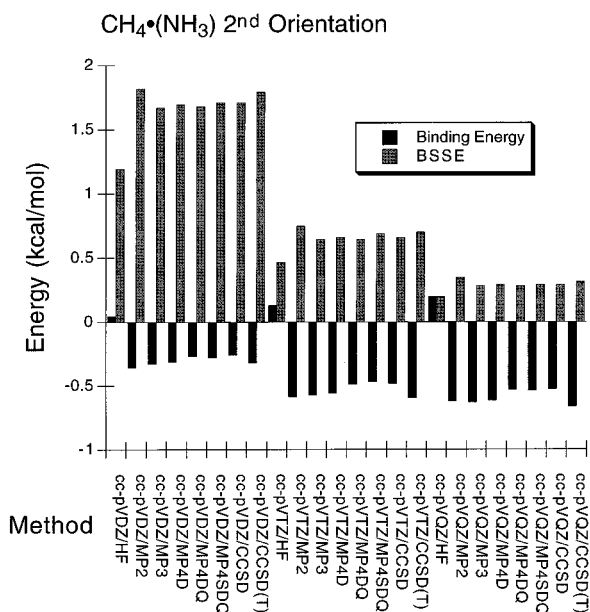 CH₄•(NH₃) 2ⁿᵈ Orientation
Energy (kcal/mol)
2
1.5
1
0.5
0
-0.5
-1
Binding Energy
BSSE
Method
cc-pVDZ/HF
cc-pVDZ/MP2
cc-pVDZ/MP3
cc-pVDZ/MP4D
cc-pVDZ/MP4DQ
cc-pVDZ/MP4SDQ
cc-pVDZ/CCSD
cc-pVDZ/CCSD(T)
cc-pVTZ/HF
cc-pVTZ/MP2
cc-pVTZ/MP3
cc-pVTZ/MP4D
cc-pVTZ/MP4DQ
cc-pVTZ/MP4SDQ
cc-pVTZ/CCSD
cc-pVTZ/CCSD(T)
cc-pVQZ/HF
cc-pVQZ/MP2
cc-pVQZ/MP3
cc-pVQZ/MP4D
cc-pVQZ/MP4DQ
cc-pVQZ/MP4SDQ
cc-pVQZ/CCSD
cc-pVQZ/CCSD(T)